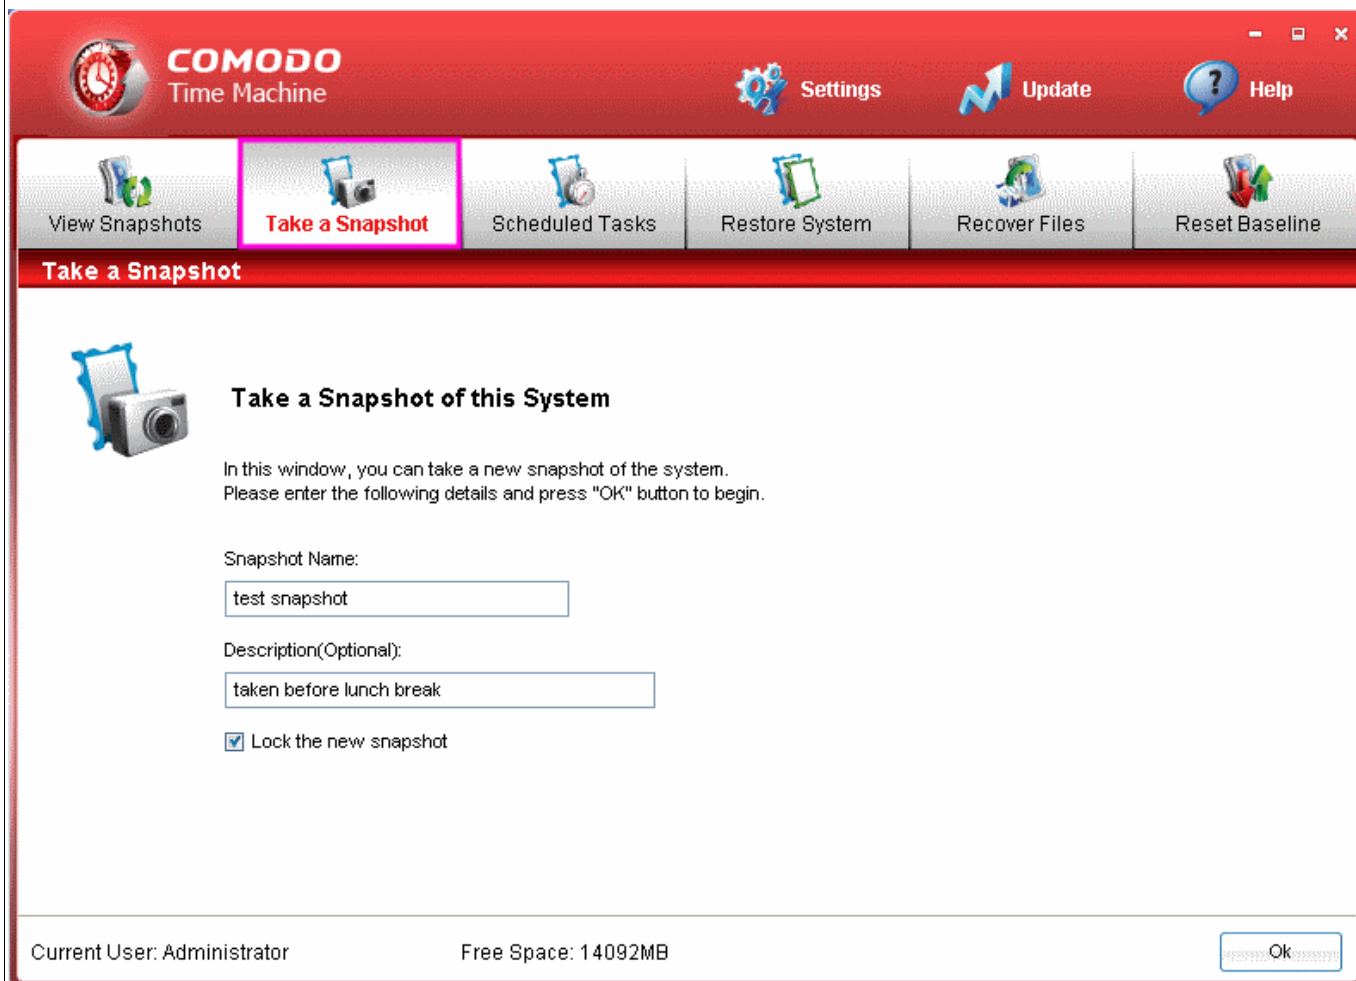 COMODO
Time Machine
Settings
Update
? Help
View Snapshots
Take a Snapshot
Scheduled Tasks
Restore System
Recover Files
Reset Baseline
Take a Snapshot
Take a Snapshot of this System
In this window, you can take a new snapshot of the system.
Please enter the following details and press "OK" button to begin.
Snapshot Name:
test snapshot
Description(Optional):
taken before lunch break
Lock the new snapshot
Current User: Administrator
Free Space: 14092MB
Ok